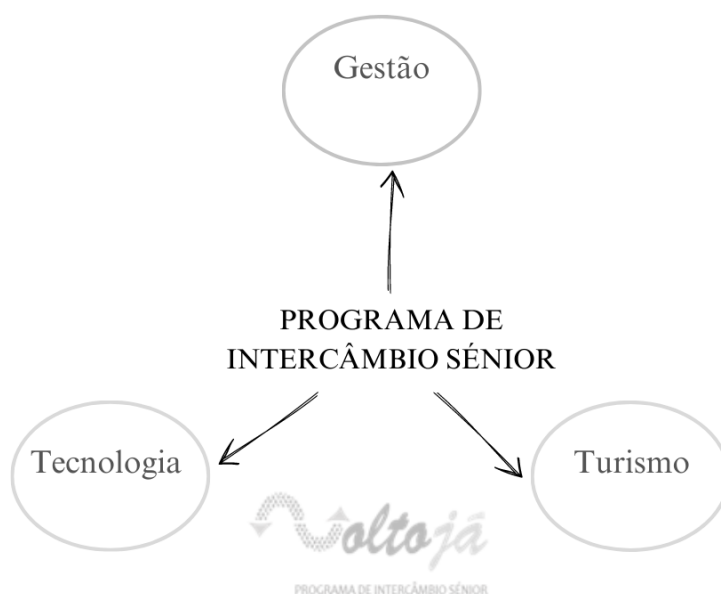 Gestão
PROGRAMA DE
INTERCÂMBIO SÉNIOR
Tecnologia
Turismo
Voltojá
PROGRAMA DE INTERCÂMBIO SÉNIOR